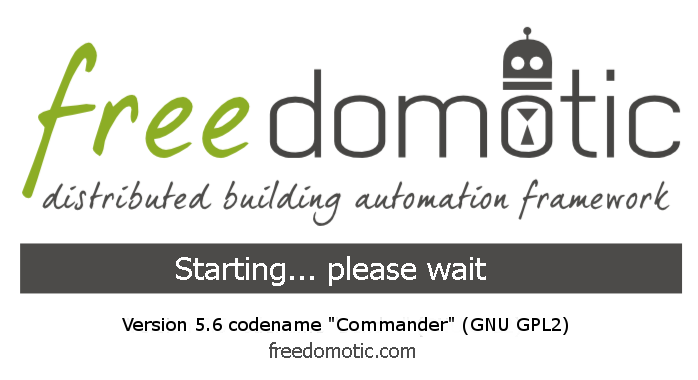 freedomotic
distributed building automation framework
Starting... please wait
Version 5.6 codename "Commander" (GNU GPL2)
freedomotic.com